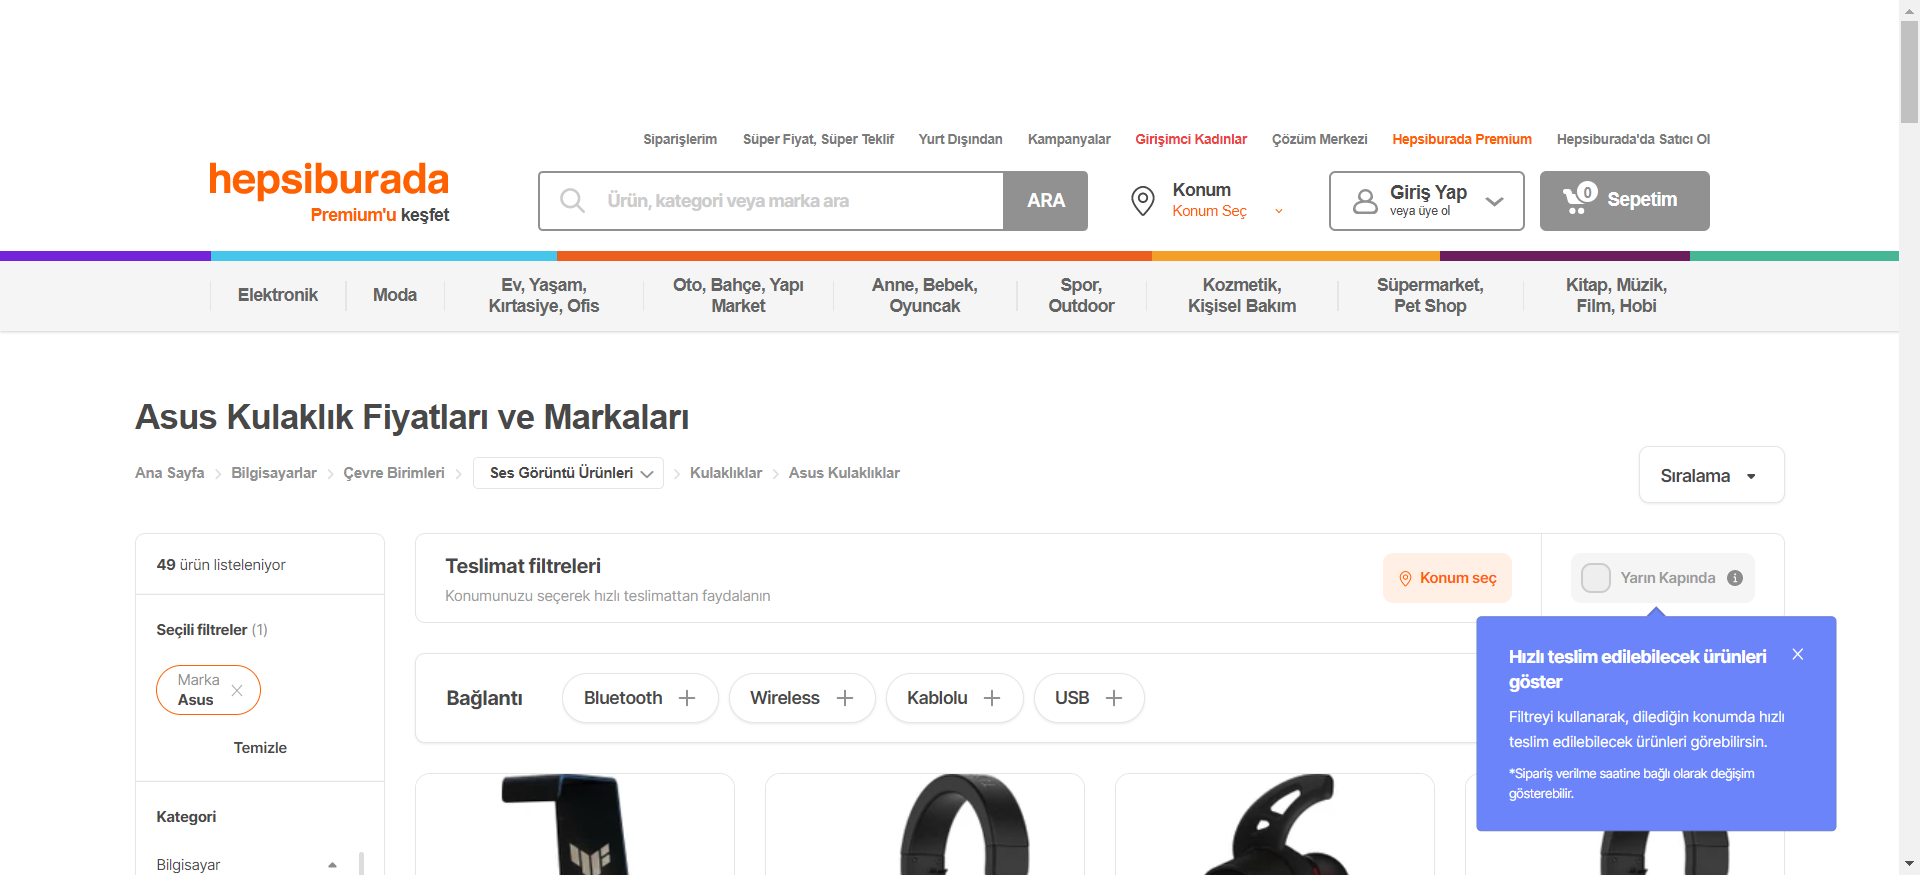 Siparişlerim
Süper Fiyat, Süper Teklif
Yurt Dışından
Kampanyalar
Girişimci Kadınlar
Çözüm Merkezi
Hepsiburada Premium
Hepsiburada'da Satıcı Ol
hepsiburada
Premium'u keşfet
Ürün, kategori veya marka ara
ARA
Konum
Konum Seç
Giriş Yap
veya üye ol
0
Sepetim
Elektronik
Moda
Ev, Yaşam,
Kırtasiye, Ofis
Oto, Bahçe, Yapı
Market
Anne, Bebek,
Oyuncak
Spor,
Outdoor
Kozmetik,
Kişisel Bakım
Süpermarket,
Pet Shop
Kitap, Müzik,
Film, Hobi
Asus Kulaklık Fiyatları ve Markaları
Ana Sayfa
Bilgisayarlar
Çevre Birimleri
Ses Görüntü Ürünleri
Kulaklıklar
Asus Kulaklıklar
Sıralama
49 ürün listeleniyor
Seçili filtreler (1)
Marka
Asus
Temizle
Kategori
Bilgisayar
Teslimat filtreleri
Konumunuzu seçerek hızlı teslimattan faydalanın
Konum seç
Yarın Kapında
Bağlantı
Bluetooth
Wireless
Kablolu
USB
Hızlı teslim edilebilecek ürünleri
göster
Filtreyi kullanarak, dilediğin konumda hızlı
teslim edilebilecek ürünleri görebilirsin.
*Sipariş verilme saatine bağlı olarak değişim
gösterebilir.